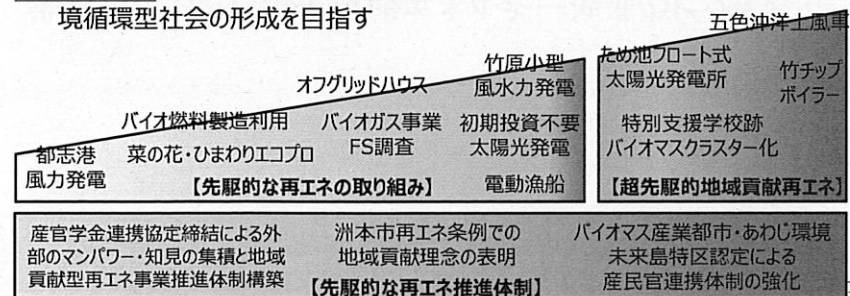 境循環型社会の形成を目指す
五色沖洋上風車
竹原小型
風水力発電
ため池フロート式
太陽光発電所
竹チップ
ボイラー
オフグリッドハウス
バイオ燃料製造利用
バイオガス事業
FS調査
初期投資不要
太陽光発電
特別支援学校跡
バイオマスクラスター化
都志港
風力発電
菜の花・ひまわりエコプロ
【先駆的な再エネの取り組み】
電動漁船
【超先駆的地域貢献再エネ】
産官学金連携協定締結による外
部のマンパワー・知見の集積と地域
貢献型再エネ事業推進体制構築
洲本市再エネ条例での
地域貢献理念の表明
【先駆的な再エネ推進体制】
バイオマス産業都市・あわじ環境
未来島特区認定による
産民官連携体制の強化